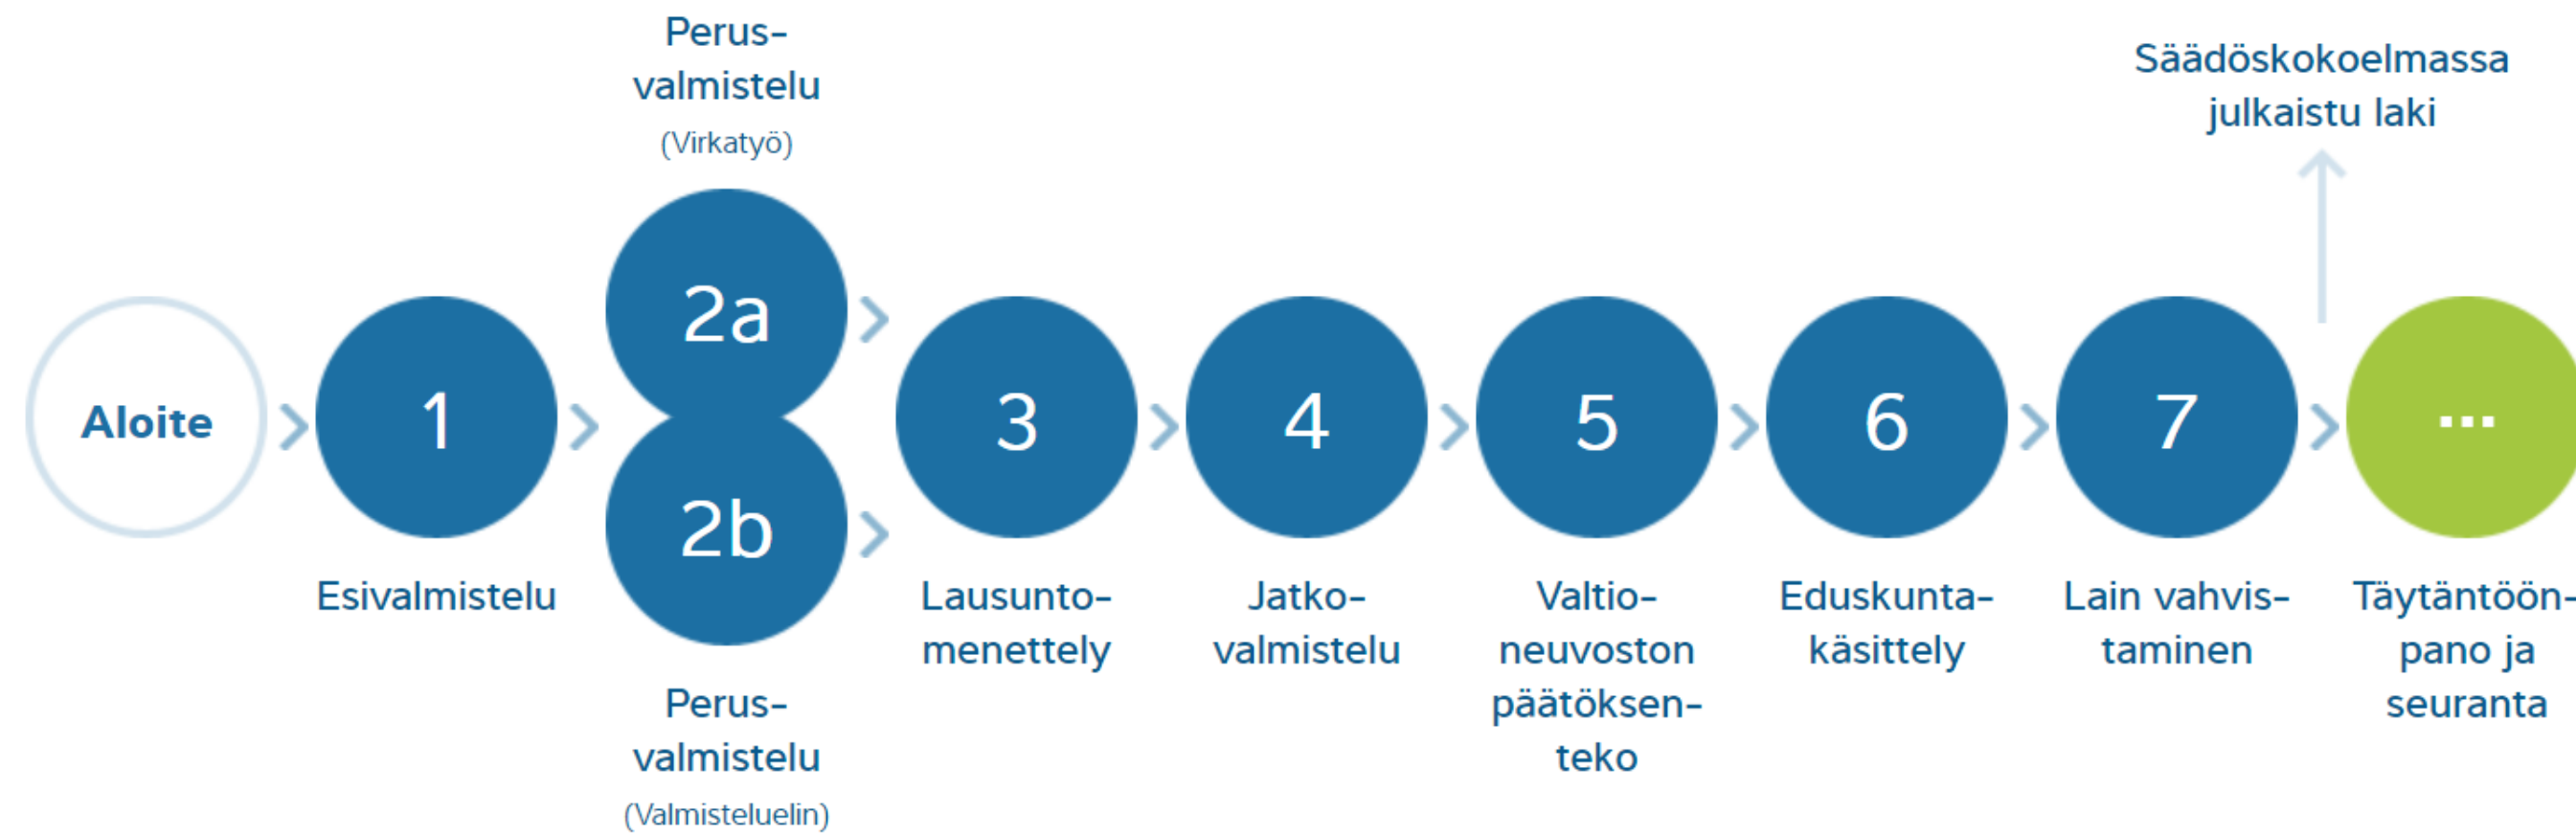 Aloite
1
Esivalmistelu
Perus-
valmistelu
(Virkatyö)
2a
2b
Perus-
valmistelu
(Valmisteluelin)
3
Lausunto-
menettely
4
Jatko-
valmistelu
5
Valtio-
neuvoston
päätöksen-
teko
6
Eduskunta-
käsittely
7
Lain vahvis-
taminen
Säädöskokoelmassa
julkaistu laki
...
Täytäntöön-
pano ja
seuranta